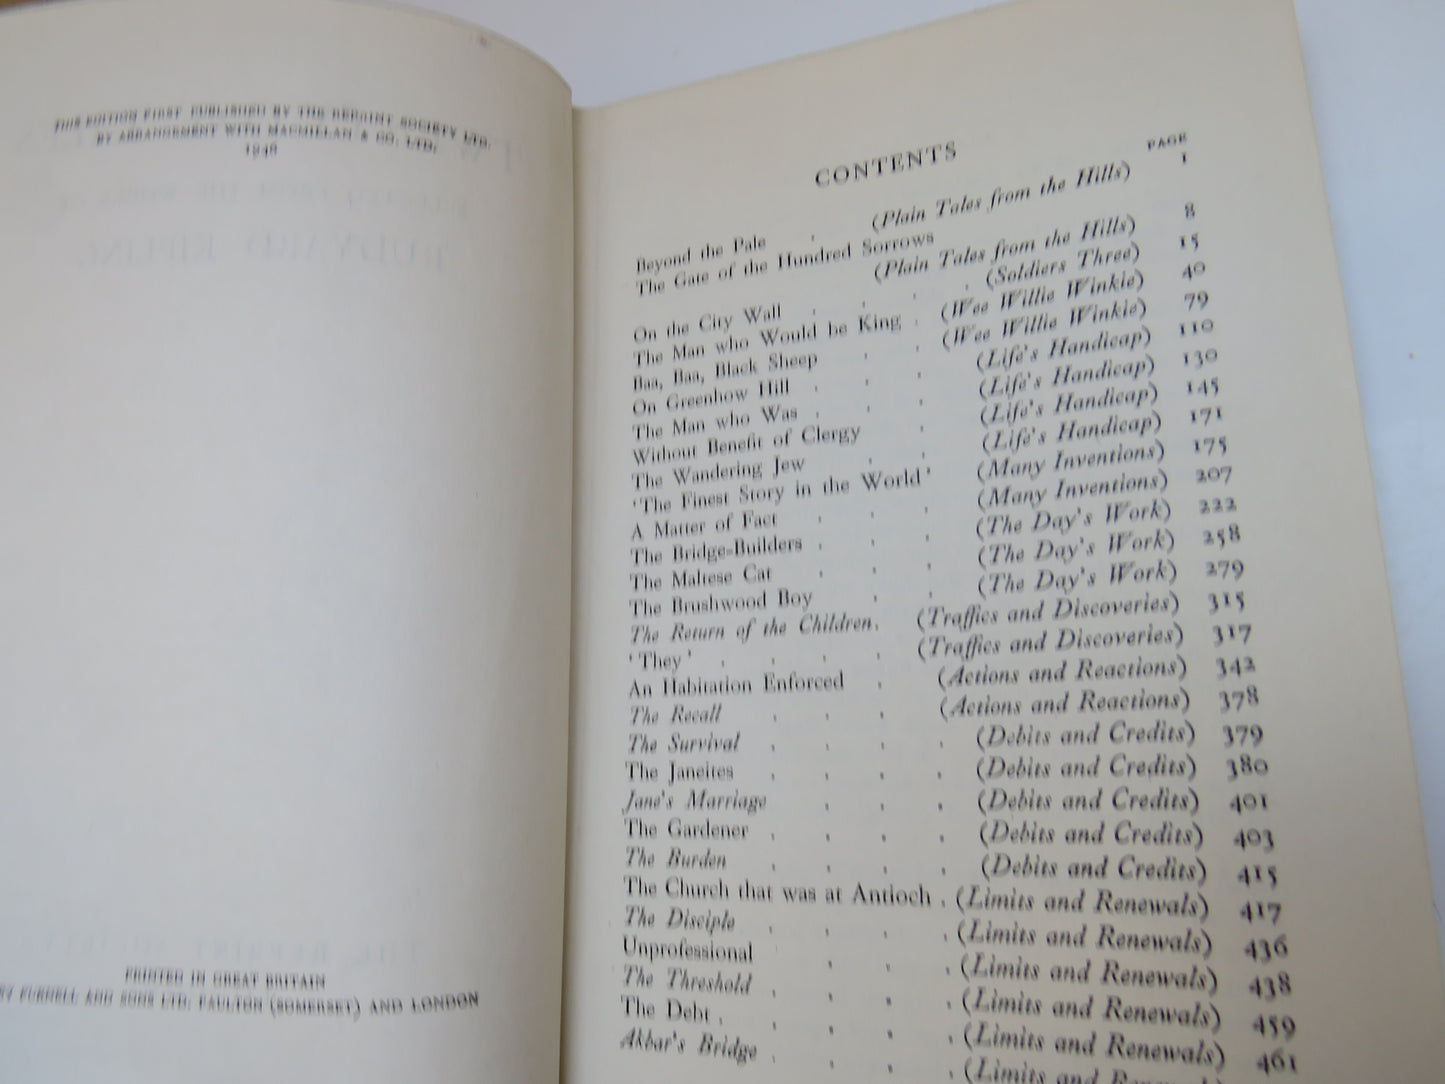 THIS EDITION FIRST PUBLISHED BY THE REPRINT SOCIETY LTD.
BY ARRANGEMENT WITH MACMILLAN & CO. LTD.
1948
PRINTED IN GREAT BRITAIN
BY PURNELL AND SONS LTD. PAULTON (SOMERSET) AND LONDON
CONTENTS
PAGE
Beyond the Pale . (Plain Tales from the Hills) 1
The Gate of the Hundred Sorrows
(Plain Tales from the Hills) 8
On the City Wall . . . . (Soldiers Three) 15
The Man who Would be King . (Wee Willie Winkie) 40
Baa, Baa, Black Sheep . . (Wee Willie Winkie) 79
On Greenhow Hill . . . (Life's Handicap) 110
The Man who Was . . . (Life's Handicap) 130
Without Benefit of Clergy . (Life's Handicap) 145
The Wandering Jew . . (Life's Handicap) 171
'The Finest Story in the World' (Many Inventions) 175
A Matter of Fact . . . (Many Inventions) 207
The Bridge-Builders . . . (The Day's Work) 222
The Maltese Cat . . . (The Day's Work) 258
The Brushwood Boy . . (The Day's Work) 279
The Return of the Children . (Traffics and Discoveries) 315
'They' . . . . (Traffics and Discoveries) 317
An Habitation Enforced . (Actions and Reactions) 342
The Recall . . . (Actions and Reactions) 378
The Survival . . . . (Debits and Credits) 379
The Janeites . . . . (Debits and Credits) 380
Jane's Marriage . . . (Debits and Credits) 401
The Gardener . . . . (Debits and Credits) 403
The Burden . . . . (Debits and Credits) 415
The Church that was at Antioch . (Limits and Renewals) 417
The Disciple . . . . (Limits and Renewals) 436
Unprofessional . . . (Limits and Renewals) 438
The Threshold . . . . (Limits and Renewals) 459
The Debt . . . . (Limits and Renewals) 461
Akbar's Bridge . . . . (Limits and Renewals)